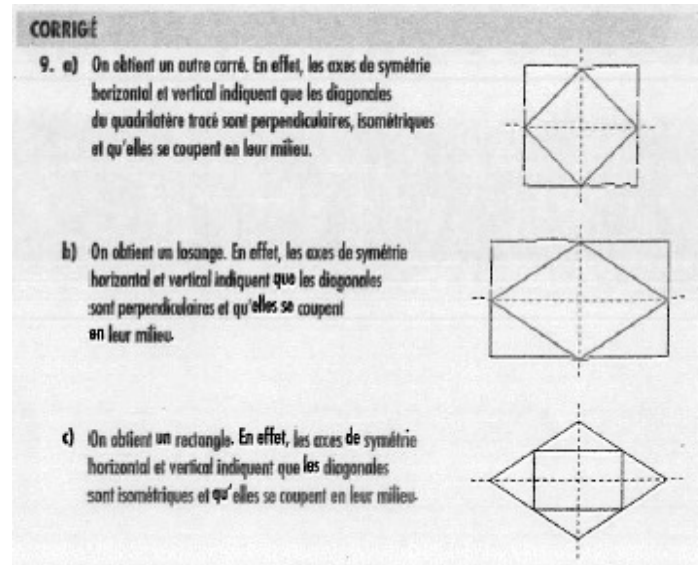 CORRIGÉ
9. a) On obtient un autre carré. En effet, les axes de symétrie
horizontal et vertical indiquent que les diagonales
du quadrilatère tracé sont perpendiculaires, isométriques
et qu'elles se coupent en leur milieu.
b) On obtient un losange. En effet, les axes de symétrie
horizontal et vertical indiquent que les diagonales
sont perpendiculaires et qu'elles se coupent
en leur milieu.
c) On obtient un rectangle. En effet, les axes de symétrie
horizontal et vertical indiquent que les diagonales
sont isométriques et qu'elles se coupent en leur milieu.